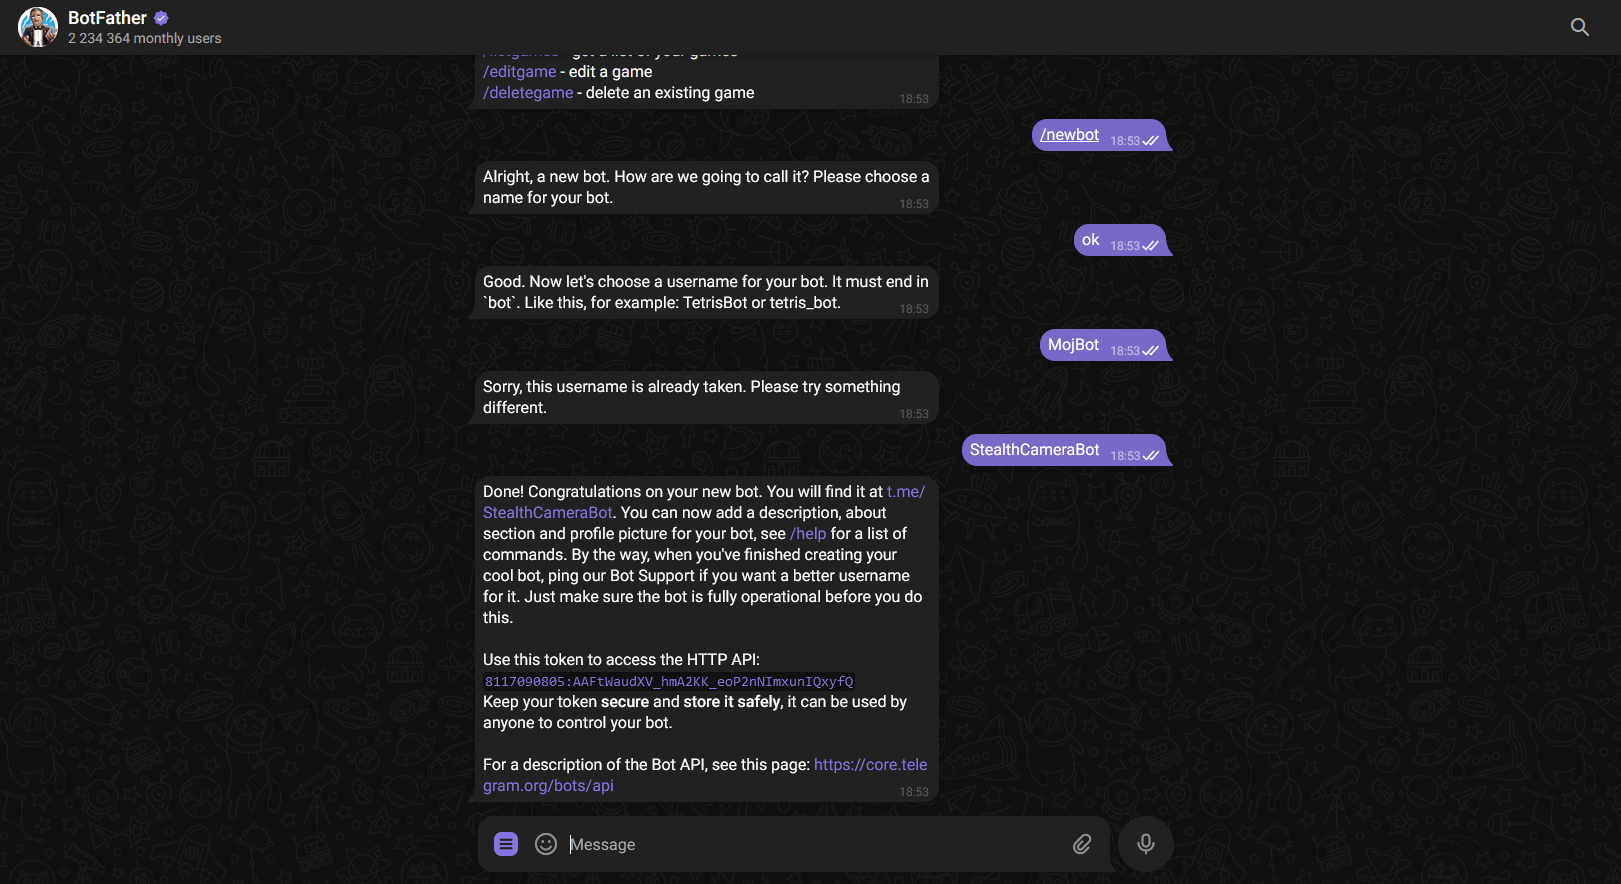 BotFather
2 234 364 monthly users
/listgames - get a list of your games
/editgame - edit a game
/deletegame - delete an existing game
18:53
/newbot 18:53
Alright, a new bot. How are we going to call it? Please choose a
name for your bot.
18:53
ok 18:53
Good. Now let's choose a username for your bot. It must end in
`bot`. Like this, for example: TetrisBot or tetris_bot.
18:53
MojBot 18:53
Sorry, this username is already taken. Please try something
different.
18:53
StealthCameraBot 18:53
Done! Congratulations on your new bot. You will find it at t.me/
StealthCameraBot. You can now add a description, about
section and profile picture for your bot, see /help for a list of
commands. By the way, when you've finished creating your
cool bot, ping our Bot Support if you want a better username
for it. Just make sure the bot is fully operational before you do
this.
Use this token to access the HTTP API:
8117090805:AAFtWaudXV_hmA2KK_eoP2nNImxunIQxyfQ
Keep your token secure and store it safely, it can be used by
anyone to control your bot.
For a description of the Bot API, see this page: https://core.tele
gram.org/bots/api
18:53
Message